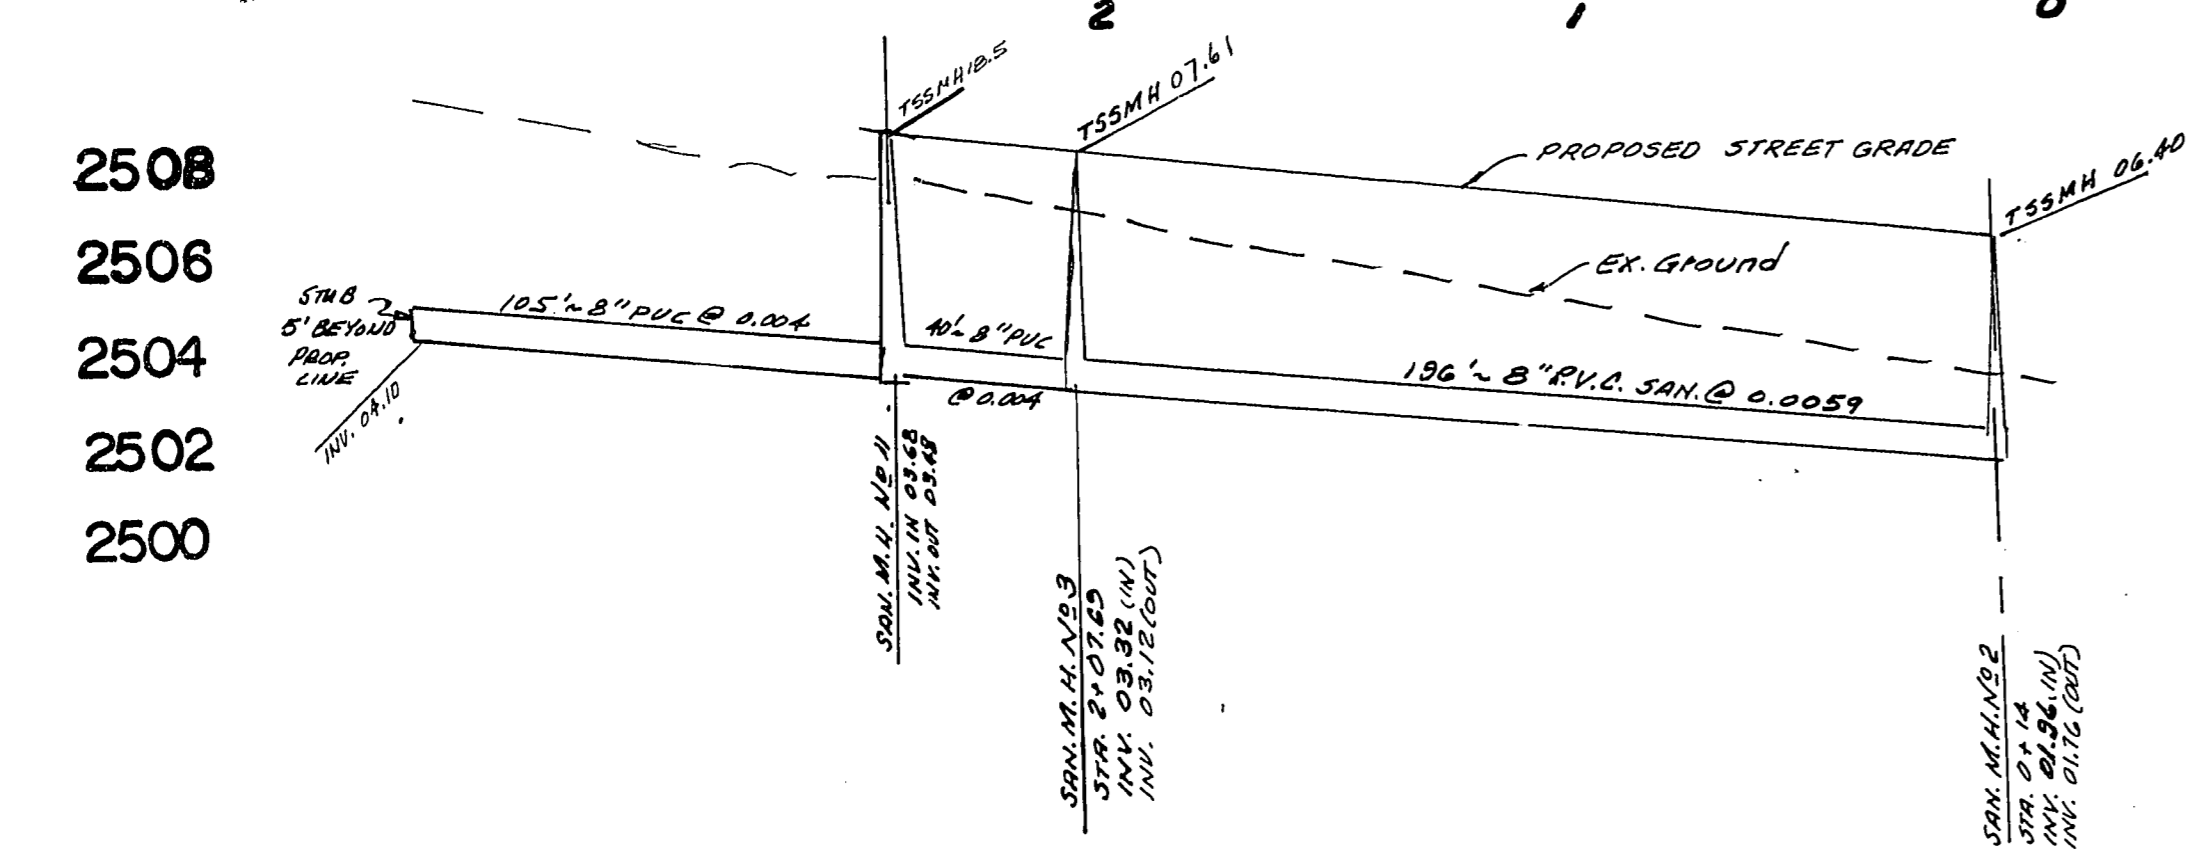 2 1 0
TSSMH 18.5
TSSMH 07.61
PROPOSED STREET GRADE
TSSMH 06.40
2508
2506
EX. Ground
STUB
5' BEYOND
PROP.
LINE
105'~8" PVC @ 0.004
40'~8" PVC
@ 0.004
196'~ 8" P.V.C. SAN. @ 0.0059
2504
INV. 04.10
2502
2500
SAN. M.H. No 11
INV. IN 03.68
INV. OUT 03.48
SAN. M.H. No 3
STA. 2+07.69
INV. 03.32 (IN)
INV. 03.12 (OUT)
SAN. M.H. No 2
STA. 0+14
INV. 01.96 IN)
INV. 01.76 (OUT)